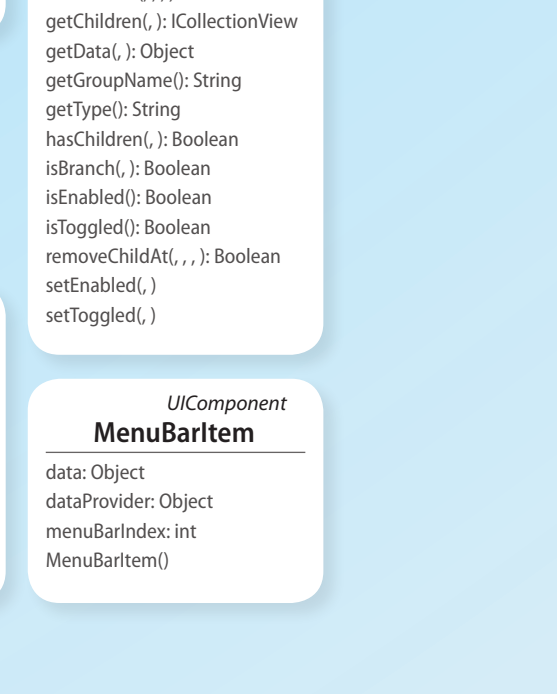 getChildren(, ): ICollectionView
getData(, ): Object
getGroupName(): String
getType(): String
hasChildren(, ): Boolean
isBranch(, ): Boolean
isEnabled(): Boolean
isToggled(): Boolean
removeChildAt(, , , ): Boolean
setEnabled(, )
setToggled(, )
UIComponent
MenuBarItem
data: Object
dataProvider: Object
menuBarIndex: int
MenuBarItem()